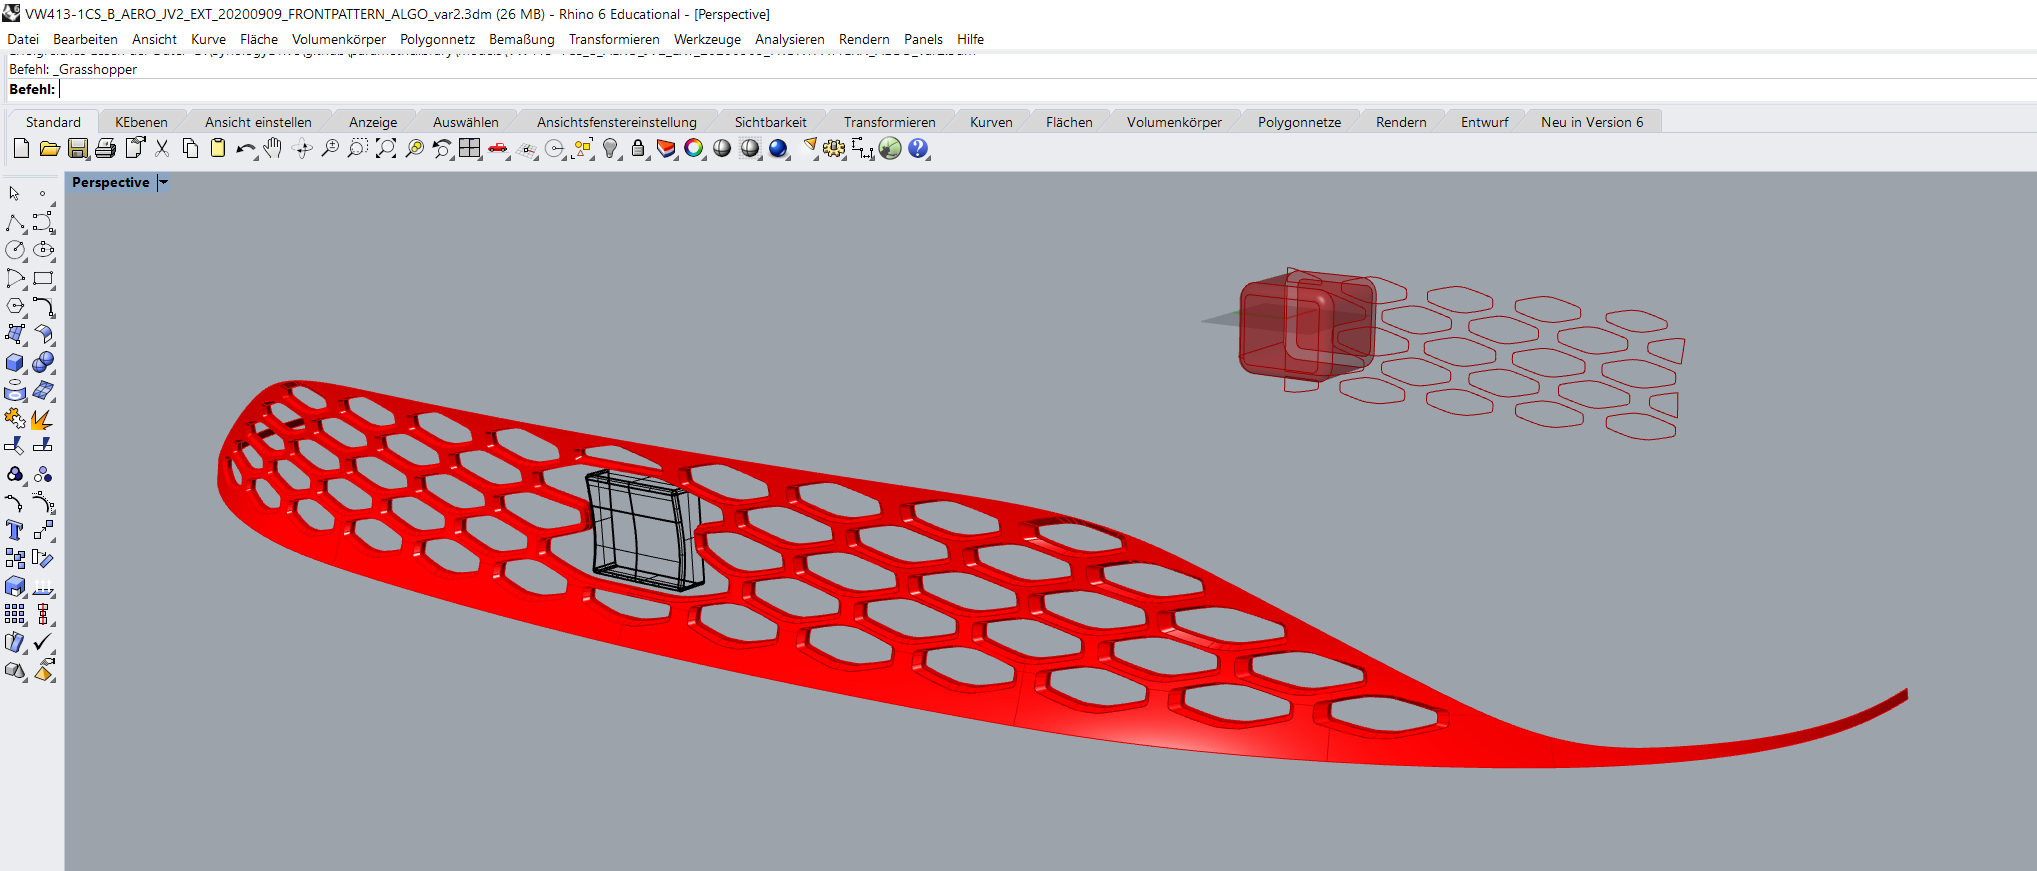 VW413-1CS_B_AERO_JV2_EXT_20200909_FRONTPATTERN_ALGO_var2.3dm (26 MB) - Rhino 6 Educational - [Perspective]
Datei Bearbeiten Ansicht Kurve Fläche Volumenkörper Polygonnetz Bemaßung Transformieren Werkzeuge Analysieren Rendern Panels Hilfe
Befehl: _Grasshopper
Befehl:
Standard KEbenen Ansicht einstellen Anzeige Auswählen Ansichtsfenstereinstellung Sichtbarkeit Transformieren Kurven Flächen Volumenkörper Polygonnetze Rendern Entwurf Neu in Version 6
Perspective